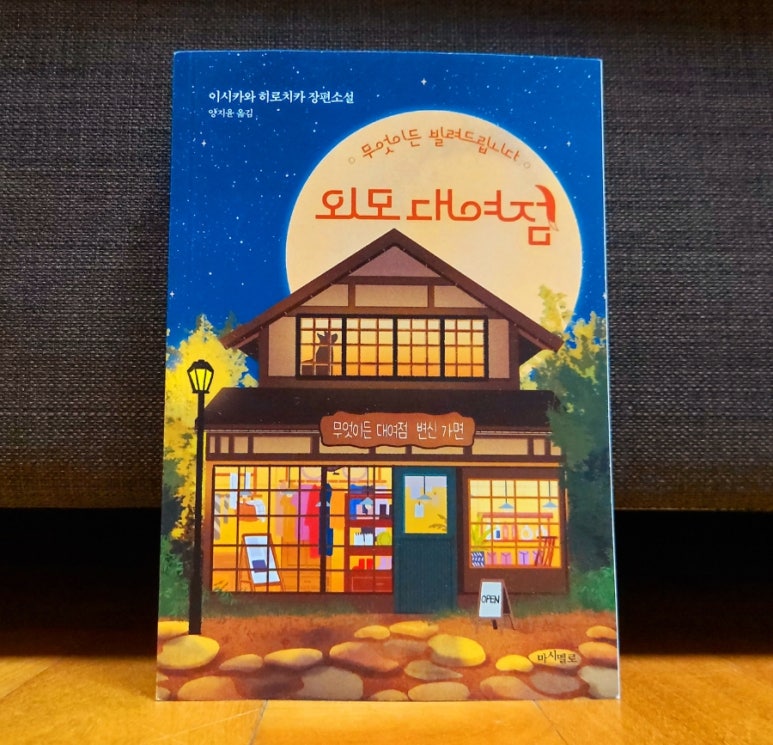 이시카와 히로치카 장편소설
양지윤 옮김
무엇이든 빌려드립니다
외모 대여점
무엇이든 대여점 변신 가면
OPEN
마시멜로